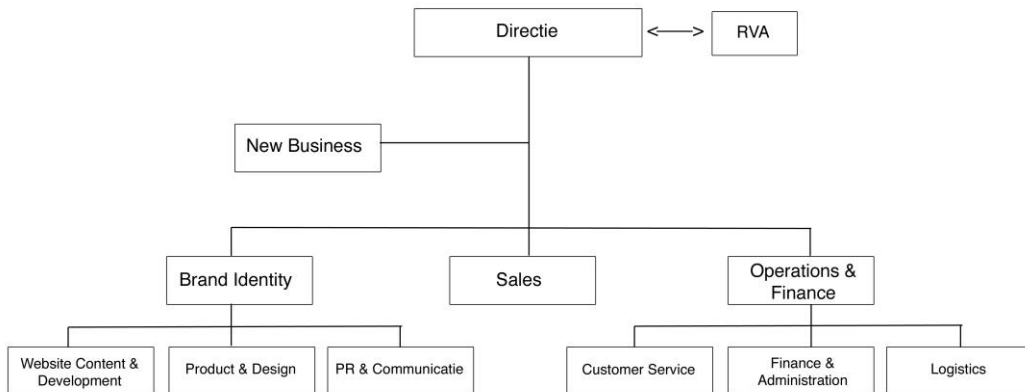 Directie
RVA
New Business
Brand Identity
Sales
Operations &
Finance
Website Content &
Development
Product & Design
PR & Communicatie
Customer Service
Finance &
Administration
Logistics